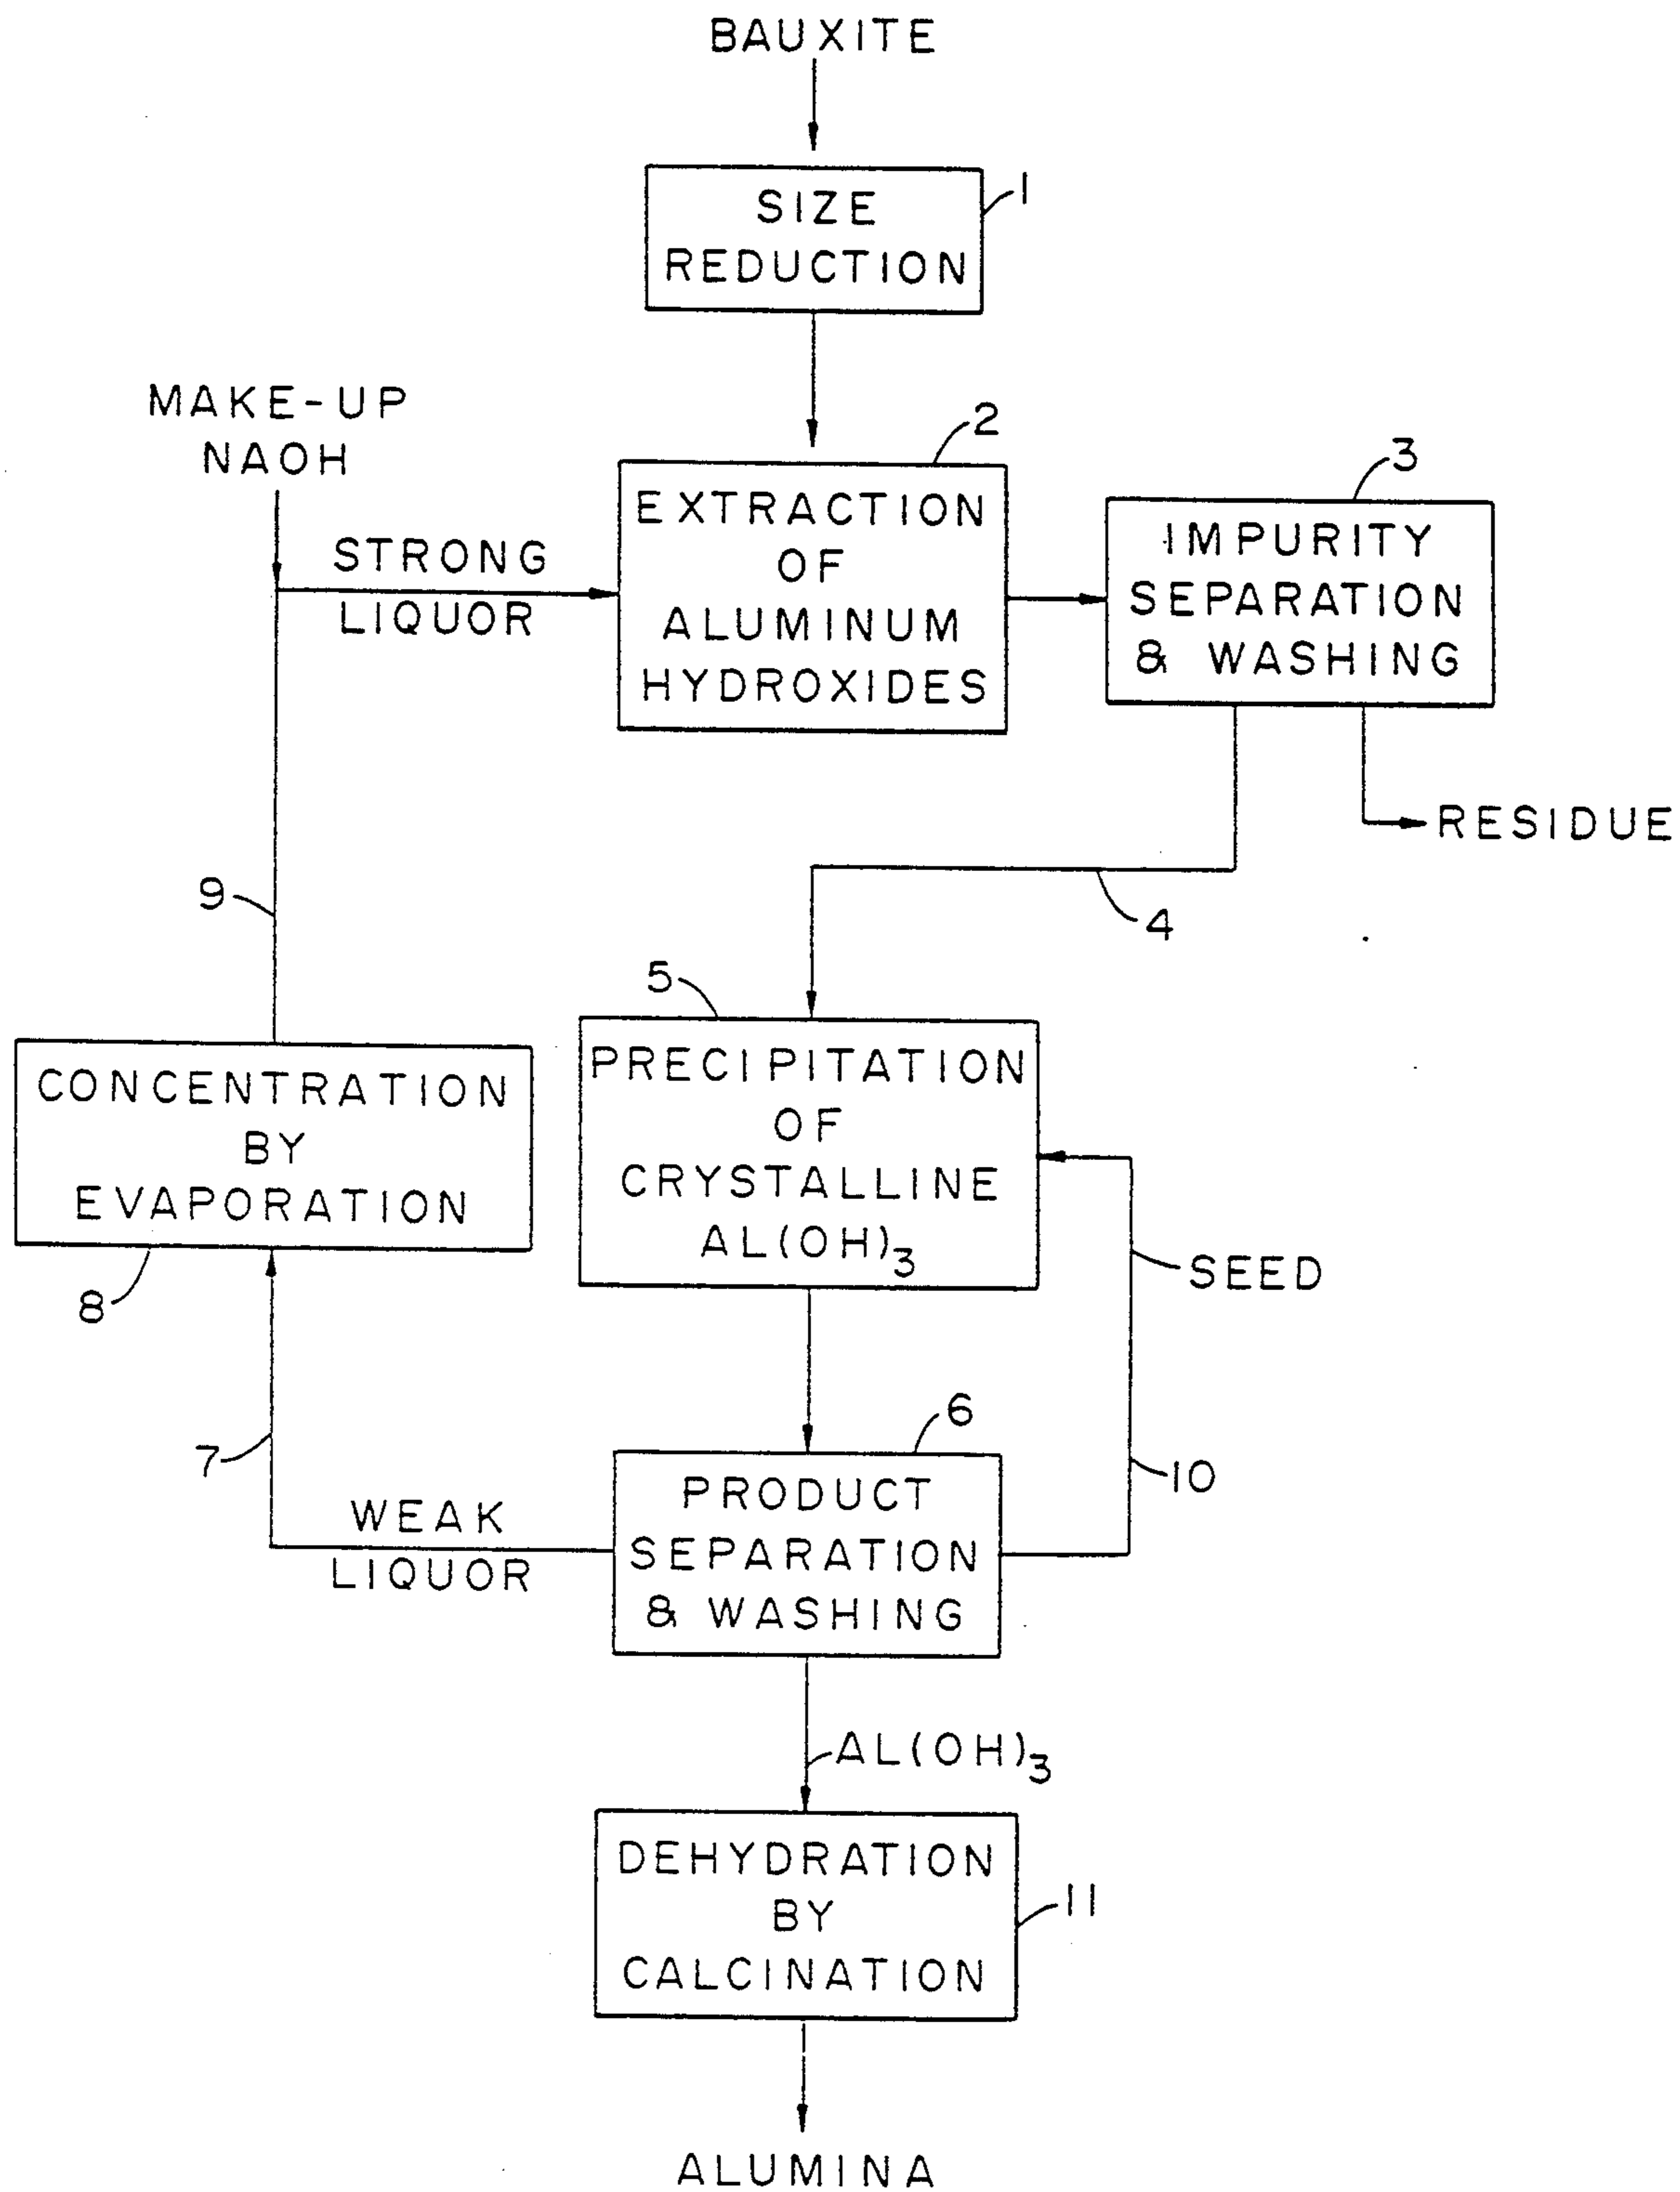 BAUXITE
SIZE
REDUCTION
1
MAKE-UP
NAOH
STRONG
LIQUOR
2
EXTRACTION
OF
ALUMINUM
HYDROXIDES
3
IMPURITY
SEPARATION
& WASHING
RESIDUE
4
9
5
PRECIPITATION
OF
CRYSTALLINE
AL(OH)3
CONCENTRATION
BY
EVAPORATION
8
SEED
10
7
WEAK
LIQUOR
6
PRODUCT
SEPARATION
& WASHING
AL(OH)3
DEHYDRATION
BY
CALCINATION
11
ALUMINA